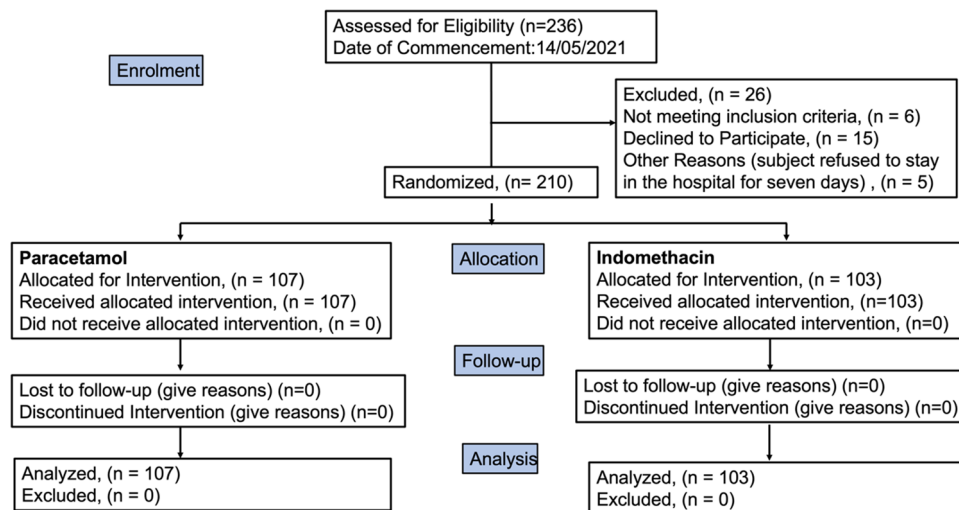 Assessed for Eligibility (n=236)
Date of Commencement:14/05/2021
Enrolment
Excluded, (n = 26)
Not meeting inclusion criteria, (n = 6)
Declined to Participate, (n = 15)
Other Reasons (subject refused to stay
in the hospital for seven days) , (n = 5)
Randomized, (n= 210)
Paracetamol
Allocated for Intervention, (n = 107)
Received allocated intervention, (n = 107)
Did not receive allocated intervention, (n = 0)
Allocation
Indomethacin
Allocated for Intervention, (n = 103)
Received allocated intervention, (n=103)
Did not receive allocated intervention, (n=0)
Follow-up
Lost to follow-up (give reasons) (n=0)
Discontinued Intervention (give reasons) (n=0)
Lost to follow-up (give reasons) (n=0)
Discontinued Intervention (give reasons) (n=0)
Analysis
Analyzed, (n = 107)
Excluded, (n = 0)
Analyzed, (n = 103)
Excluded, (n = 0)